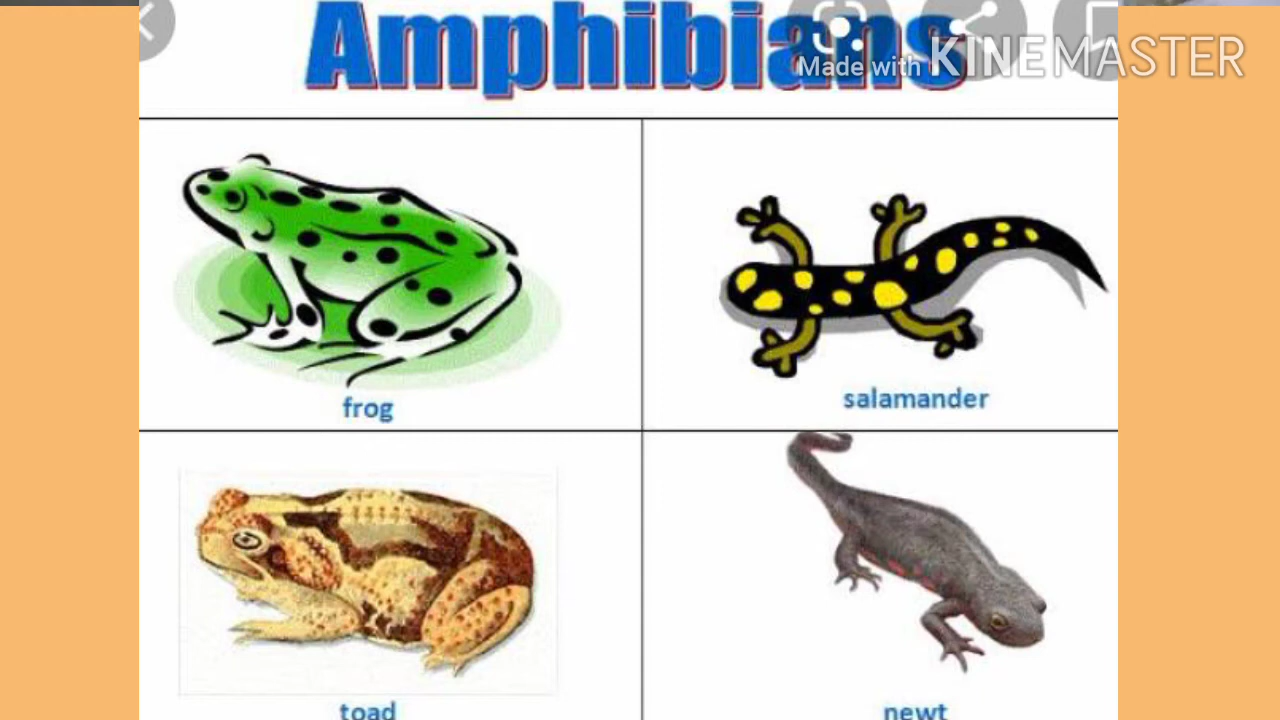 Amphibians
Made with KINEMASTER
frog
salamander
toad
newt